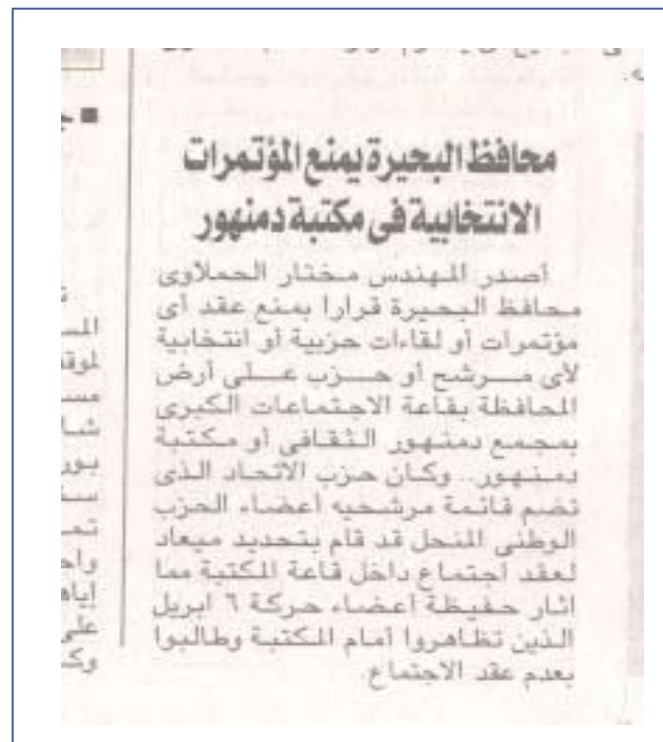 محافظ البحيرة يمنع المؤتمرات
الانتخابية فى مكتبة دمنهور
أصدر المهندس مختار الحملاوى
محافظ البحيرة قرارا بمنع عقد أى
مؤتمرات أو لقاءات حزبية أو انتخابية
لأى مرشح أو حزب على أرض
المحافظة بقاعة الاجتماعات الكبرى
بمجمع دمنهور الثقافى أو مكتبة
دمنهور.. وكان حزب الاتحاد الذى
تضم قائمة مرشحيه أعضاء الحزب
الوطنى المنحل قد قام بتحديد ميعاد
لعقد اجتماع داخل قاعة المكتبة مما
اثار حفيظة أعضاء حركة ٦ ابريل
الذين تظاهروا أمام المكتبة وطالبوا
بعدم عقد الاجتماع.